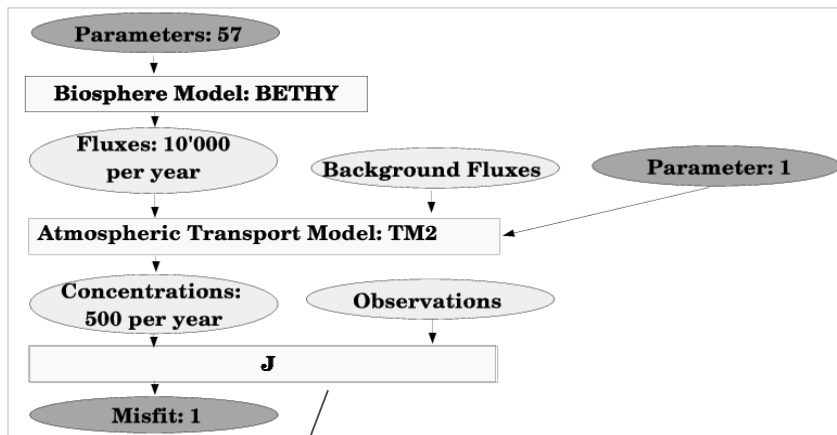 Parameters: 57
Biosphere Model: BETHY
Fluxes: 10'000
per year
Background Fluxes
Parameter: 1
Atmospheric Transport Model: TM2
Concentrations:
500 per year
Observations
J
Misfit: 1